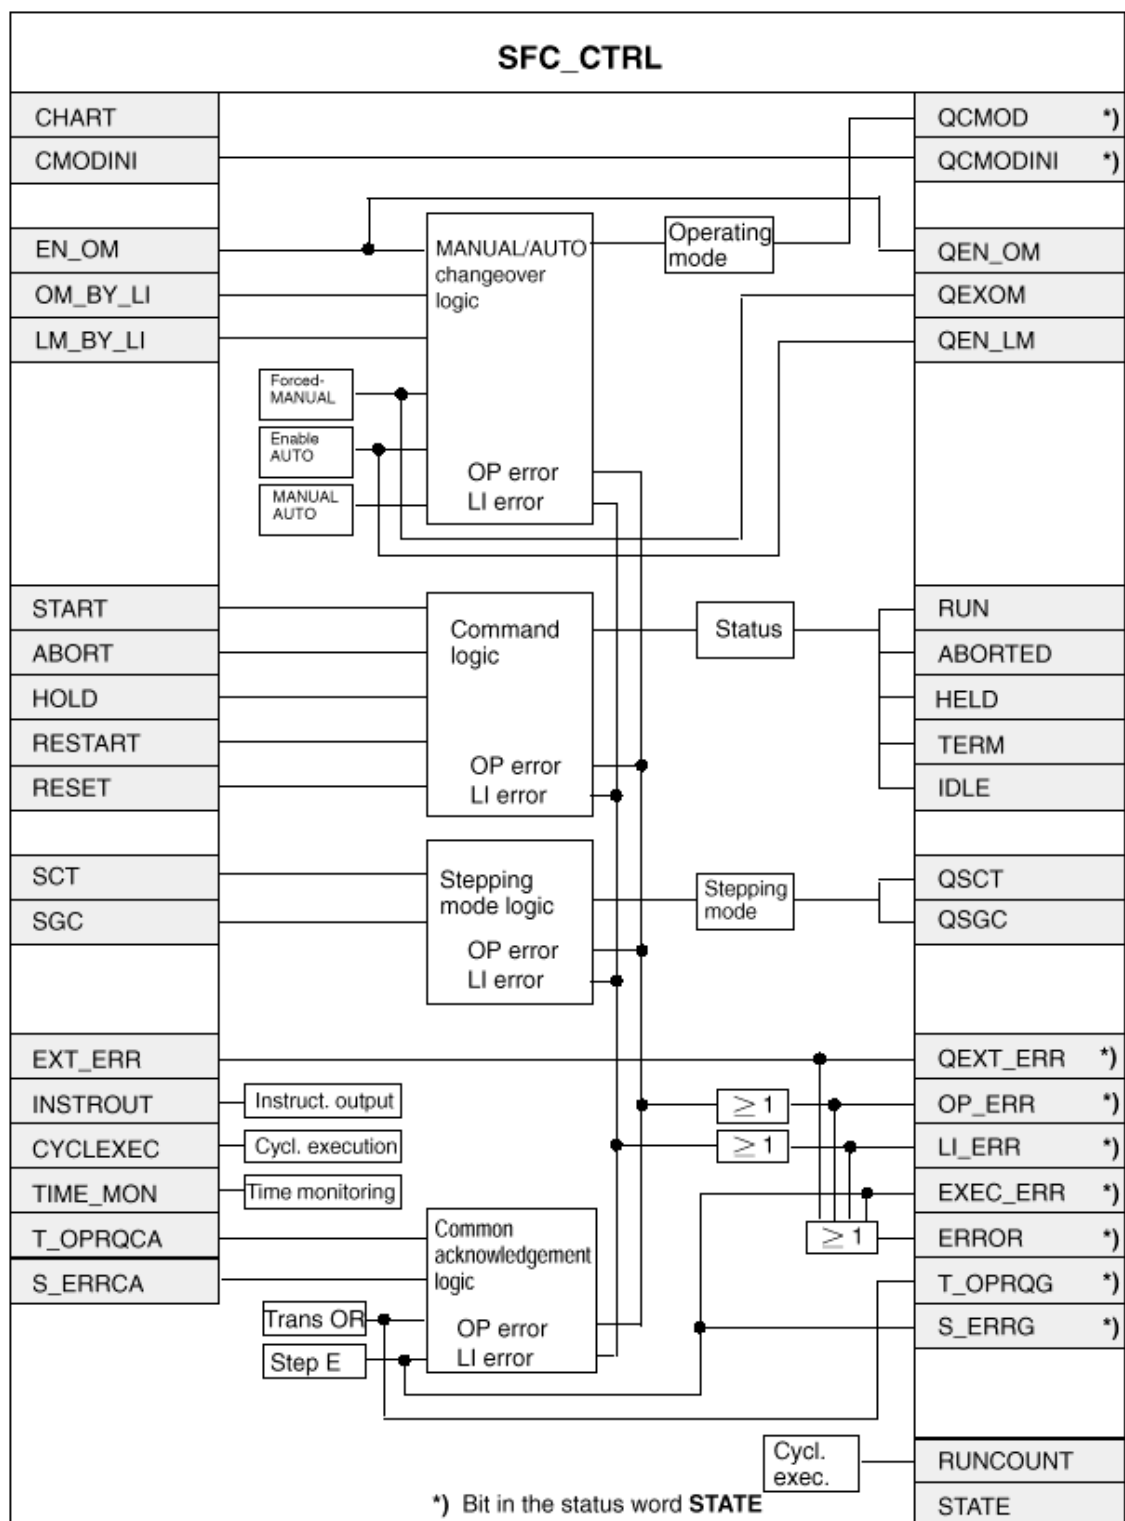 SFC_CTRL
CHART
QCMOD *)
CMODINI
QCMODINI *)
EN_OM
MANUAL/AUTO
changeover
logic
Operating
mode
QEN_OM
OM_BY_LI
QEXOM
LM_BY_LI
QEN_LM
Forced-
MANUAL
Enable
AUTO
MANUAL
AUTO
OP error
LI error
START
Command
logic
Status
RUN
ABORT
ABORTED
HOLD
HELD
RESTART
TERM
RESET
OP error
LI error
IDLE
SCT
Stepping
mode logic
Stepping
mode
QSCT
SGC
QSGC
OP error
LI error
EXT_ERR
QEXT_ERR *)
INSTROUT
Instruct. output
≥ 1
OP_ERR *)
CYCLEXEC
Cycl. execution
≥ 1
LI_ERR *)
TIME_MON
Time monitoring
EXEC_ERR *)
T_OPRQCA
Common
acknowledgement
logic
≥ 1
ERROR *)
S_ERRCA
T_OPRQG *)
Trans OR
OP error
S_ERRG *)
Step E
LI error
Cycl.
exec.
RUNCOUNT
*) Bit in the status word STATE
STATE